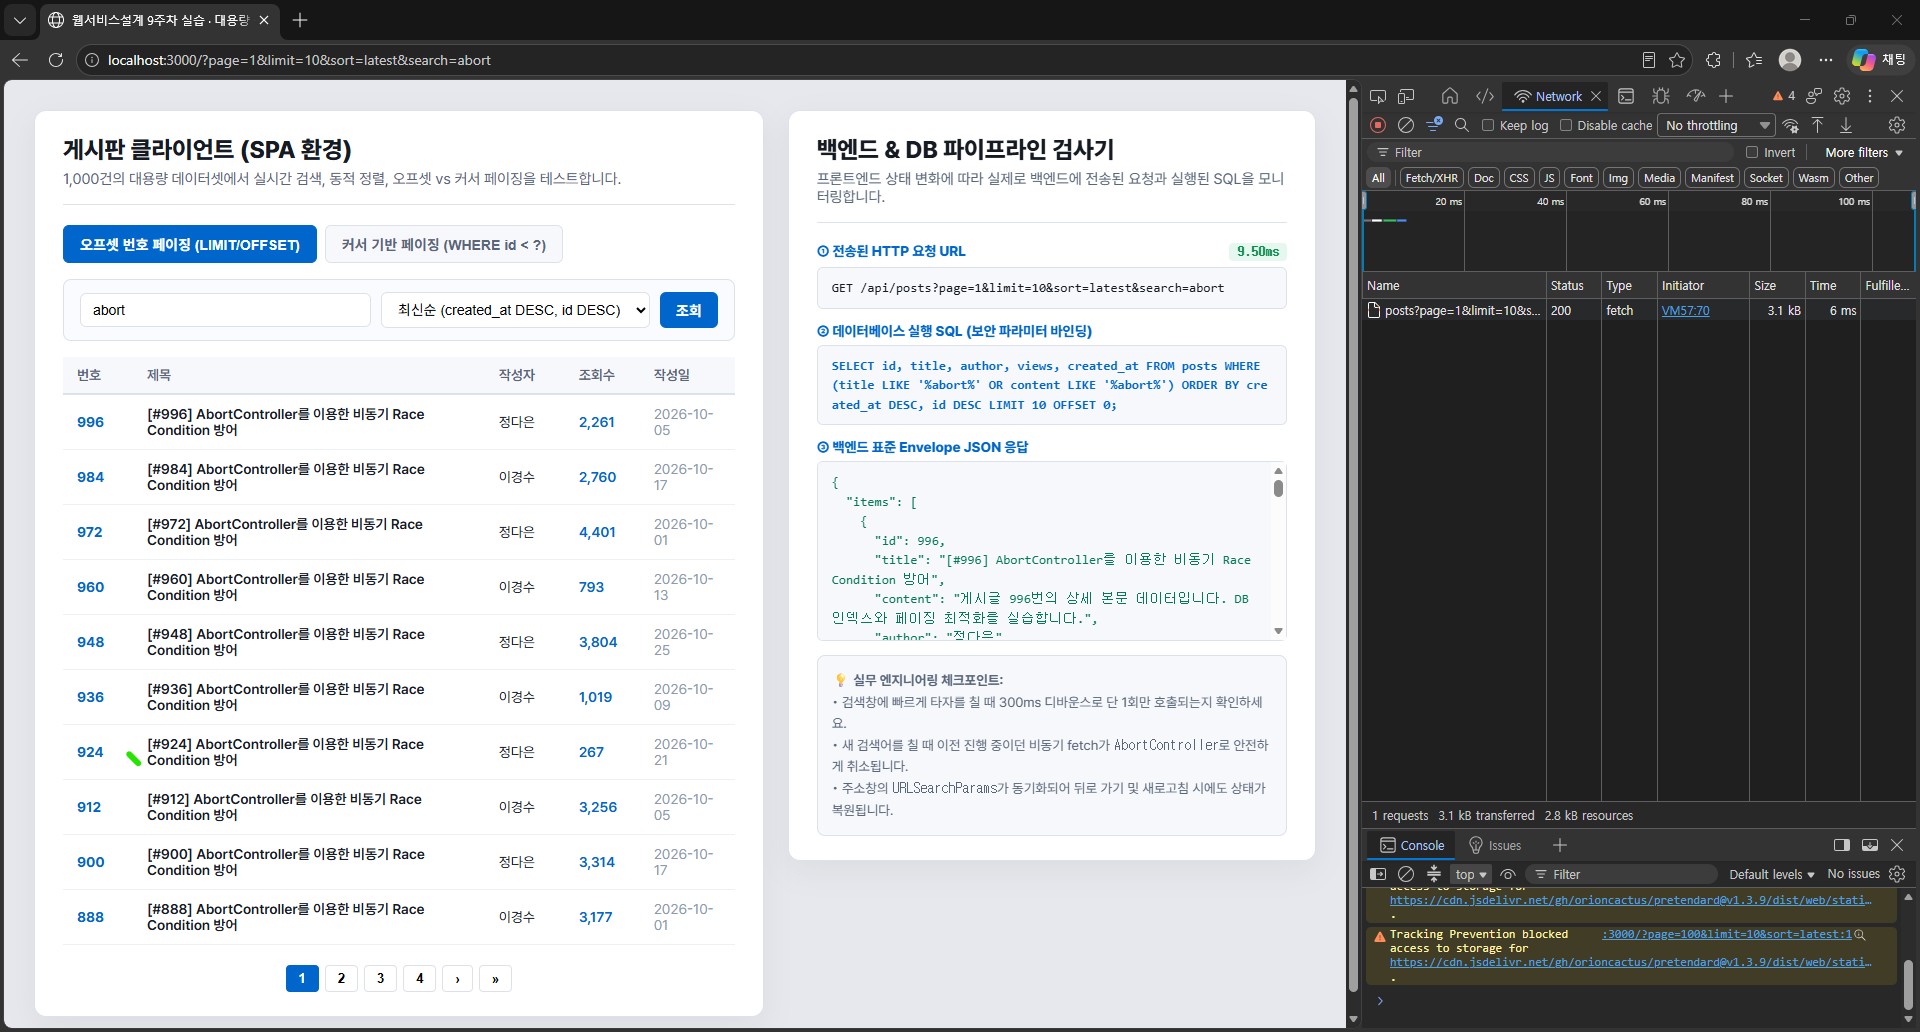 웹서비스설계 9주차 실습 · 대용량
localhost:3000/?page=1&limit=10&sort=latest&search=abort
채팅
게시판 클라이언트 (SPA 환경)
1,000건의 대용량 데이터셋에서 실시간 검색, 동적 정렬, 오프셋 vs 커서 페이징을 테스트합니다.
오프셋 번호 페이징 (LIMIT/OFFSET)
커서 기반 페이징 (WHERE id < ?)
abort
최신순 (created_at DESC, id DESC)
조회
번호 제목 작성자 조회수 작성일
996 [#996] AbortController를 이용한 비동기 Race Condition 방어 정다은 2,261 2026-10-05
984 [#984] AbortController를 이용한 비동기 Race Condition 방어 이경수 2,760 2026-10-17
972 [#972] AbortController를 이용한 비동기 Race Condition 방어 정다은 4,401 2026-10-01
960 [#960] AbortController를 이용한 비동기 Race Condition 방어 이경수 793 2026-10-13
948 [#948] AbortController를 이용한 비동기 Race Condition 방어 정다은 3,804 2026-10-25
936 [#936] AbortController를 이용한 비동기 Race Condition 방어 이경수 1,019 2026-10-09
924 [#924] AbortController를 이용한 비동기 Race Condition 방어 정다은 267 2026-10-21
912 [#912] AbortController를 이용한 비동기 Race Condition 방어 이경수 3,256 2026-10-05
900 [#900] AbortController를 이용한 비동기 Race Condition 방어 정다은 3,314 2026-10-17
888 [#888] AbortController를 이용한 비동기 Race Condition 방어 이경수 3,177 2026-10-01
1 2 3 4 › »
백엔드 & DB 파이프라인 검사기
프론트엔드 상태 변화에 따라 실제로 백엔드에 전송된 요청과 실행된 SQL을 모니
터링합니다.
① 전송된 HTTP 요청 URL 9.50ms
GET /api/posts?page=1&limit=10&sort=latest&search=abort
② 데이터베이스 실행 SQL (보안 파라미터 바인딩)
SELECT id, title, author, views, created_at FROM posts WHERE
(title LIKE '%abort%' OR content LIKE '%abort%') ORDER BY cre
ated_at DESC, id DESC LIMIT 10 OFFSET 0;
③ 백엔드 표준 Envelope JSON 응답
{
"items": [
{
"id": 996,
"title": "[#996] AbortController를 이용한 비동기 Race
Condition 방어",
"content": "게시글 996번의 상세 본문 데이터입니다. DB
인덱스와 페이징 최적화를 실습합니다.",
"author": "정다은"
💡 실무 엔지니어링 체크포인트:
• 검색창에 빠르게 타자를 칠 때 300ms 디바운스로 단 1회만 호출되는지 확인하세
요.
• 새 검색어를 칠 때 이전 진행 중이던 비동기 fetch가 AbortController로 안전하
게 취소됩니다.
• 주소창의 URLSearchParams가 동기화되어 뒤로 가기 및 새로고침 시에도 상태가
복원됩니다.
Network 4
Keep log Disable cache No throttling
Filter Invert More filters
All Fetch/XHR Doc CSS JS Font Img Media Manifest Socket Wasm Other
20 ms 40 ms 60 ms 80 ms 100 ms
Name Status Type Initiator Size Time Fulfille...
posts?page=1&limit=10&s... 200 fetch VM57:70 3.1 kB 6 ms
1 requests 3.1 kB transferred 2.8 kB resources
Console Issues
top Filter Default levels No issues
access to storage for
https://cdn.jsdelivr.net/gh/orioncactus/pretendard@v1.3.9/dist/web/stati…
.
Tracking Prevention blocked :3000/?page=100&limit=10&sort=latest:1
access to storage for
https://cdn.jsdelivr.net/gh/orioncactus/pretendard@v1.3.9/dist/web/stati…
.